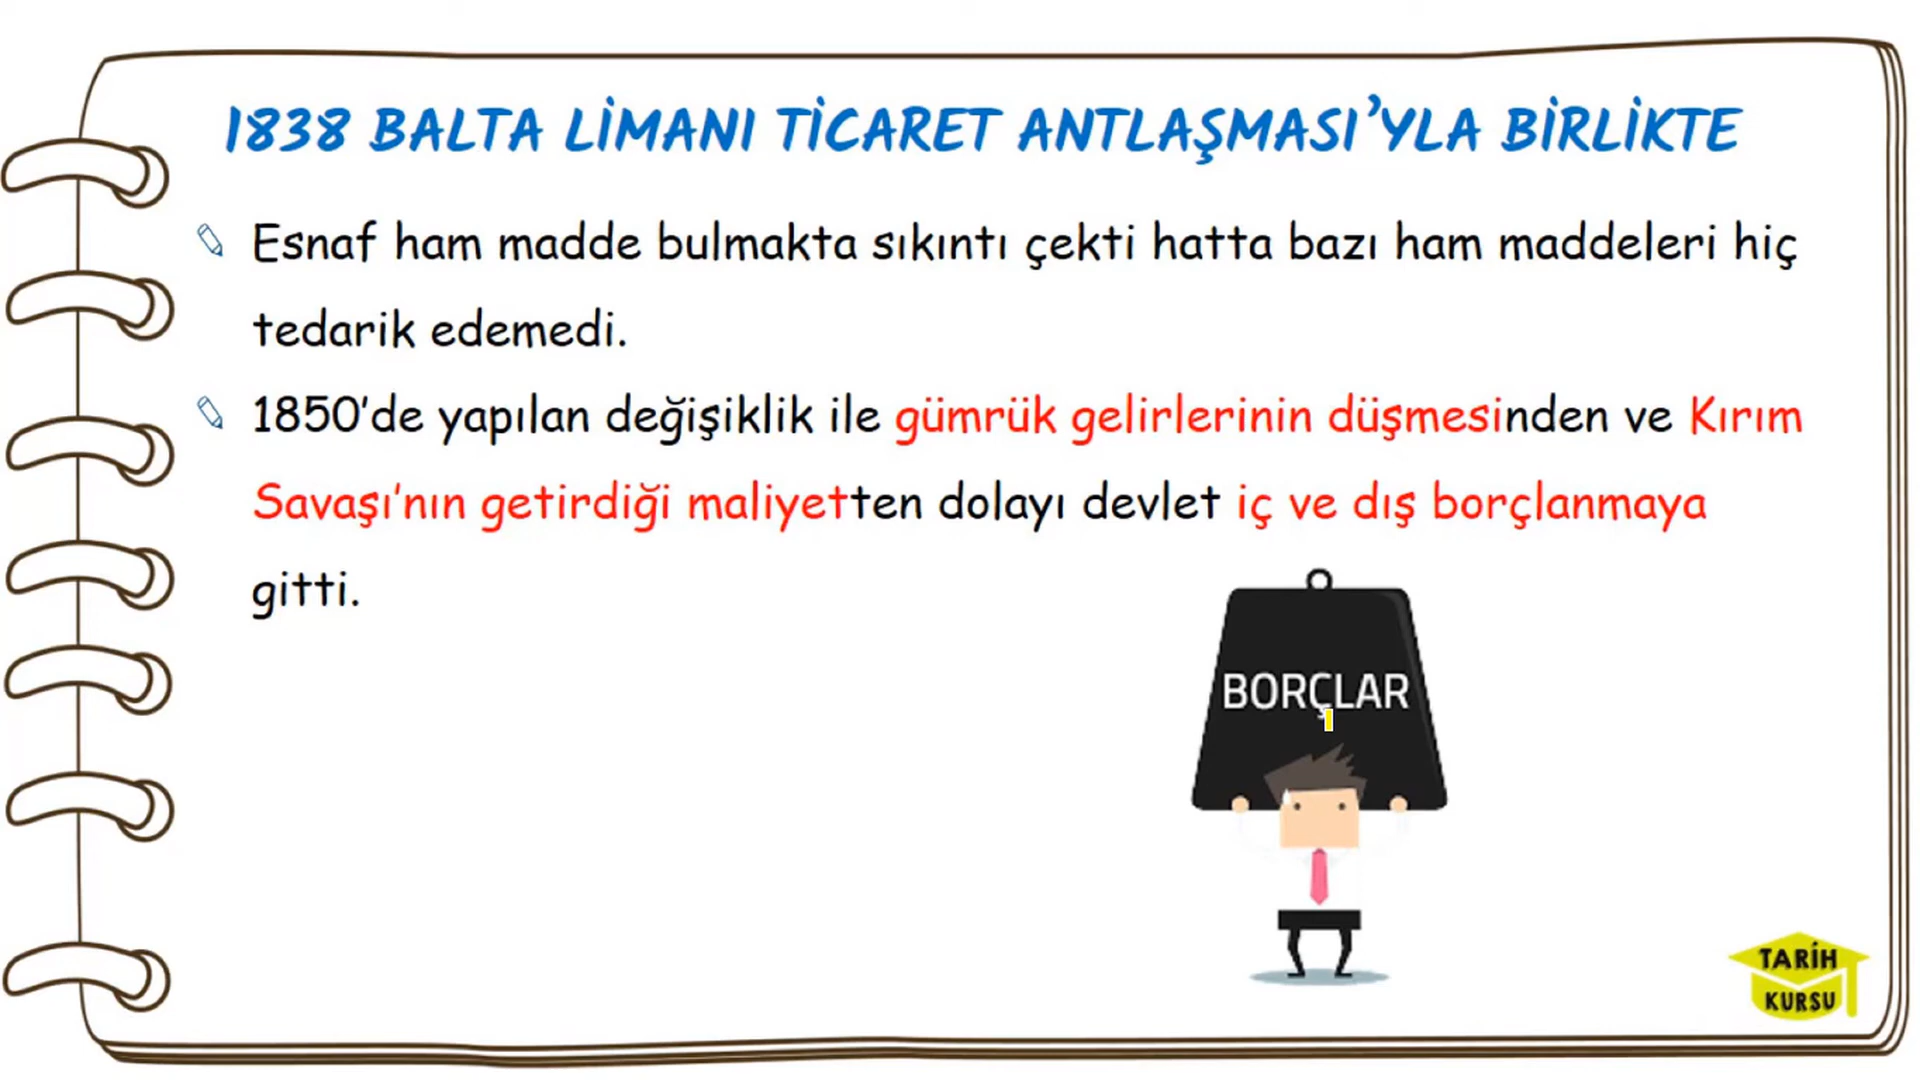 1838 BALTA LİMANI TİCARET ANTLAŞMASI'YLA BİRLİKTE
Esnaf ham madde bulmakta sıkıntı çekti hatta bazı ham maddeleri hiç
tedarik edemedi.
1850'de yapılan değişiklik ile gümrük gelirlerinin düşmesinden ve Kırım
Savaşı'nın getirdiği maliyetten dolayı devlet iç ve dış borçlanmaya
gitti.
BORÇLAR
TARİH
KURSU